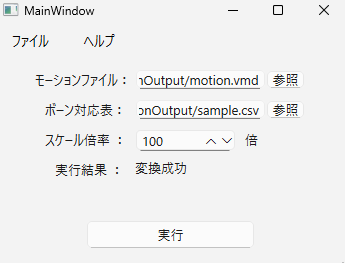 MainWindow
ファイル ヘルプ
モーションファイル： nOutput/motion.vmd 参照
ボーン対応表： onOutput/sample.csv 参照
スケール倍率 ： 100 倍
実行結果 ： 変換成功
実行